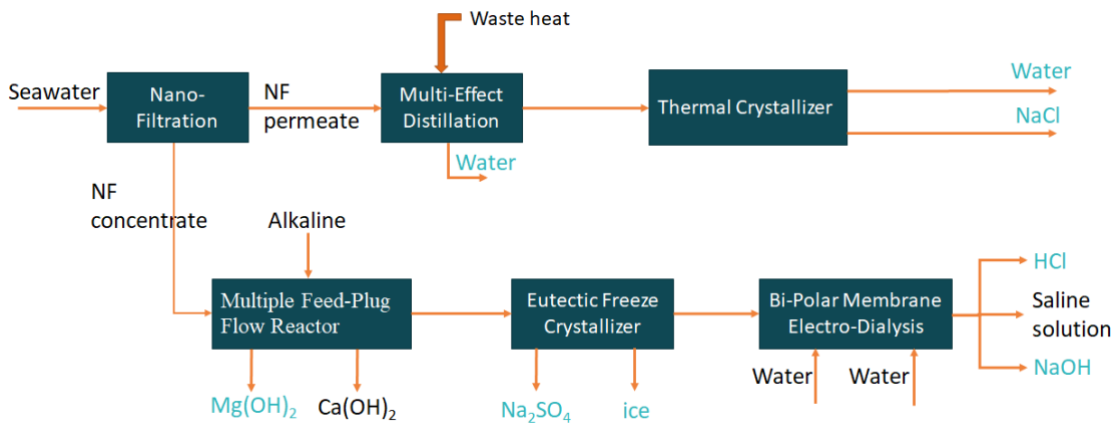 Waste heat
Seawater
Nano-
Filtration
NF
permeate
Multi-Effect
Distillation
Water
Thermal Crystallizer
Water
NaCl
NF
concentrate
Alkaline
Multiple Feed-Plug
Flow Reactor
Mg(OH)₂
Ca(OH)₂
Eutectic Freeze
Crystallizer
Na₂SO₄
ice
Bi-Polar Membrane
Electro-Dialysis
Water
Water
HCl
Saline
solution
NaOH